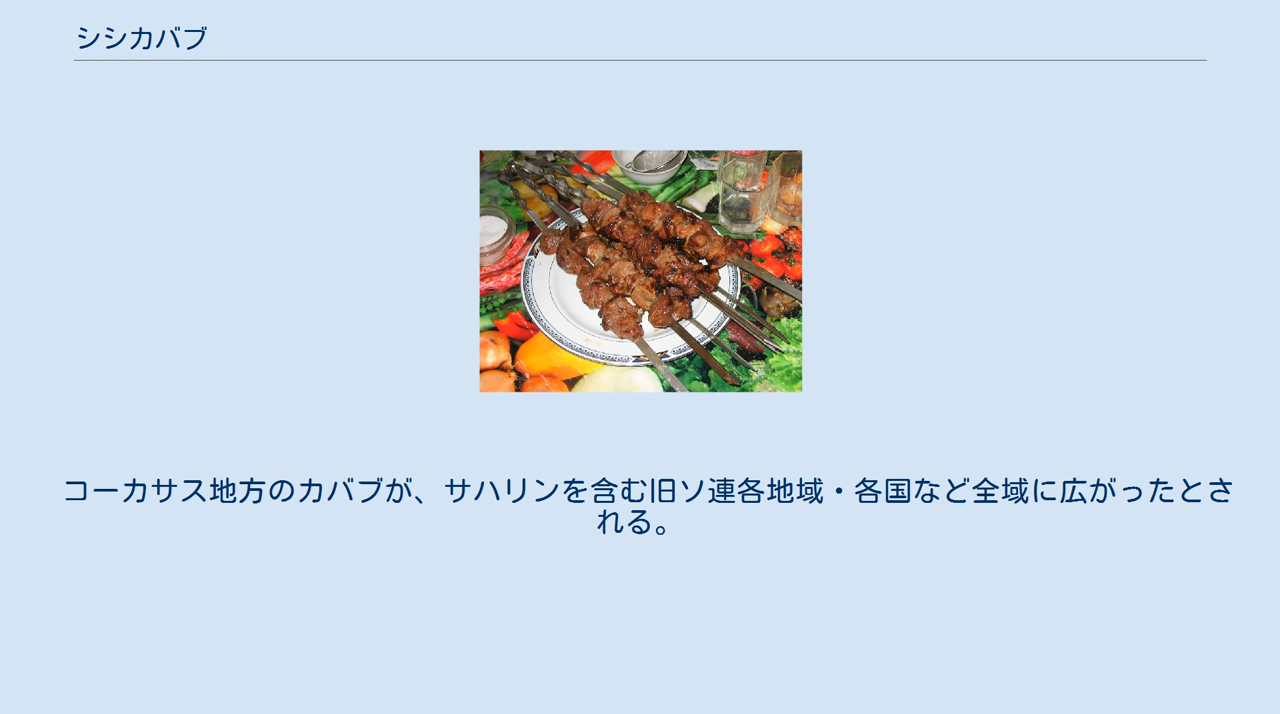 シシカバブ
コーカサス地方のカバブが、サハリンを含む旧ソ連各地域・各国など全域に広がったとさ
れる。